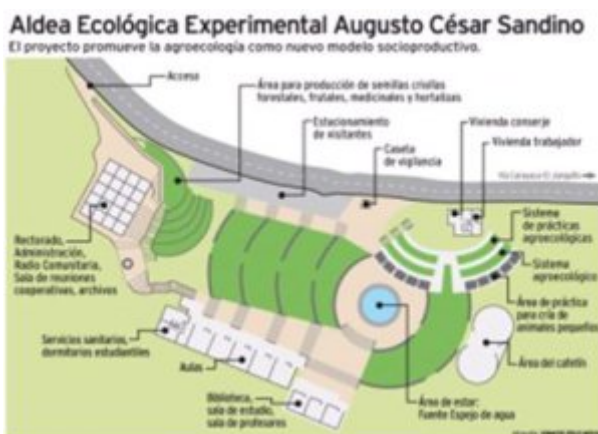 Aldea Ecológica Experimental Augusto César Sandino
El proyecto promueve la agroecología como nuevo modelo socioproductivo.
Acceso
Área para producción de semillas criollas
forestales, frutales, medicinales y hortalizas
Estacionamiento
de visitantes
Caseta
de vigilancia
Vivienda conserje
Vivienda trabajador
Sistema
de prácticas
agroecológicas
Sistema
agroecológico
Área de práctica
para cría de
animales pequeños
Área del cafetín
Rectorado,
Administración,
Radio Comunitaria,
Sala de reuniones
cooperativas, archivos
Servicios sanitarios,
dormitorios estudiantiles
Aulas
Biblioteca,
sala de estudio,
sala de profesores
Área de estar:
Fuente Espejo de agua